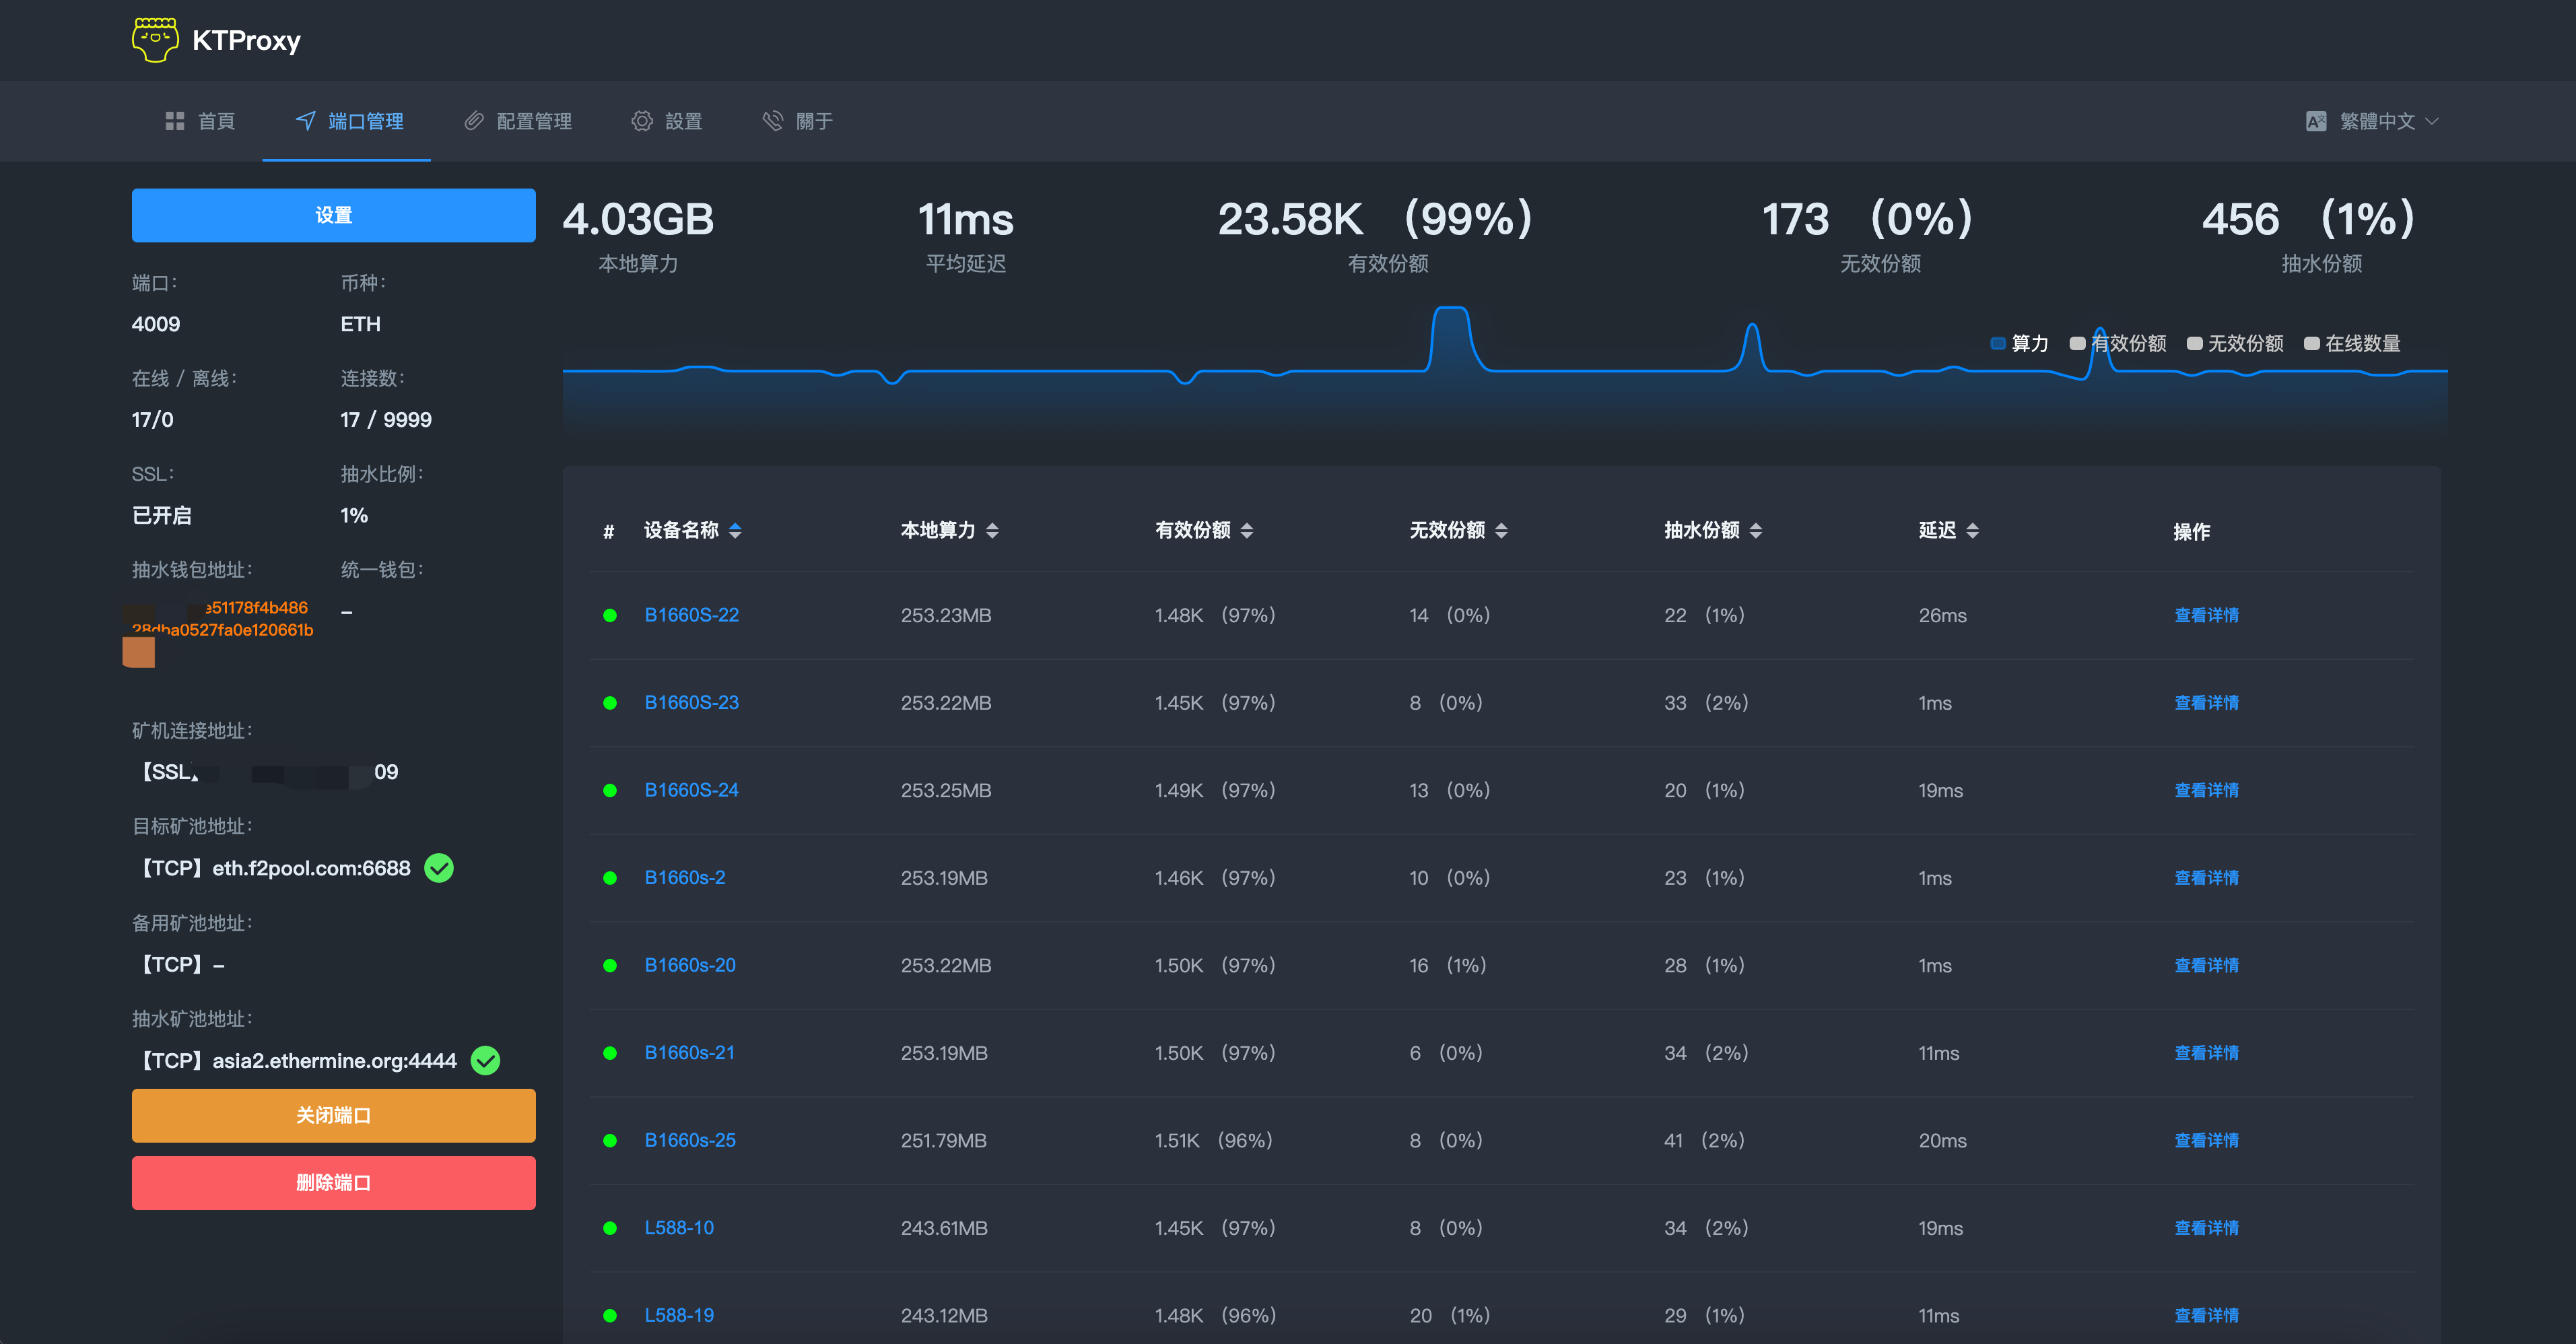 KTProxy
首頁 端口管理 配置管理 設置 關于 繁體中文
设置
4.03GB 11ms 23.58K (99%) 173 (0%) 456 (1%)
本地算力 平均延迟 有效份额 无效份额 抽水份额
端口: 币种:
4009 ETH
算力 有效份额 无效份额 在线数量
在线 / 离线: 连接数:
17/0 17 / 9999
SSL: 抽水比例:
已开启 1%
抽水钱包地址: 统一钱包:
e51178f4b486 –
28dba0527fa0e120661b
矿机连接地址:
【SSL】 09
目标矿池地址:
【TCP】eth.f2pool.com:6688
备用矿池地址:
【TCP】–
抽水矿池地址:
【TCP】asia2.ethermine.org:4444
关闭端口
删除端口
# 设备名称 本地算力 有效份额 无效份额 抽水份额 延迟 操作
B1660S-22 253.23MB 1.48K (97%) 14 (0%) 22 (1%) 26ms 查看详情
B1660S-23 253.22MB 1.45K (97%) 8 (0%) 33 (2%) 1ms 查看详情
B1660S-24 253.25MB 1.49K (97%) 13 (0%) 20 (1%) 19ms 查看详情
B1660s-2 253.19MB 1.46K (97%) 10 (0%) 23 (1%) 1ms 查看详情
B1660s-20 253.22MB 1.50K (97%) 16 (1%) 28 (1%) 1ms 查看详情
B1660s-21 253.19MB 1.50K (97%) 6 (0%) 34 (2%) 11ms 查看详情
B1660s-25 251.79MB 1.51K (96%) 8 (0%) 41 (2%) 20ms 查看详情
L588-10 243.61MB 1.45K (97%) 8 (0%) 34 (2%) 19ms 查看详情
L588-19 243.12MB 1.48K (96%) 20 (1%) 29 (1%) 11ms 查看详情